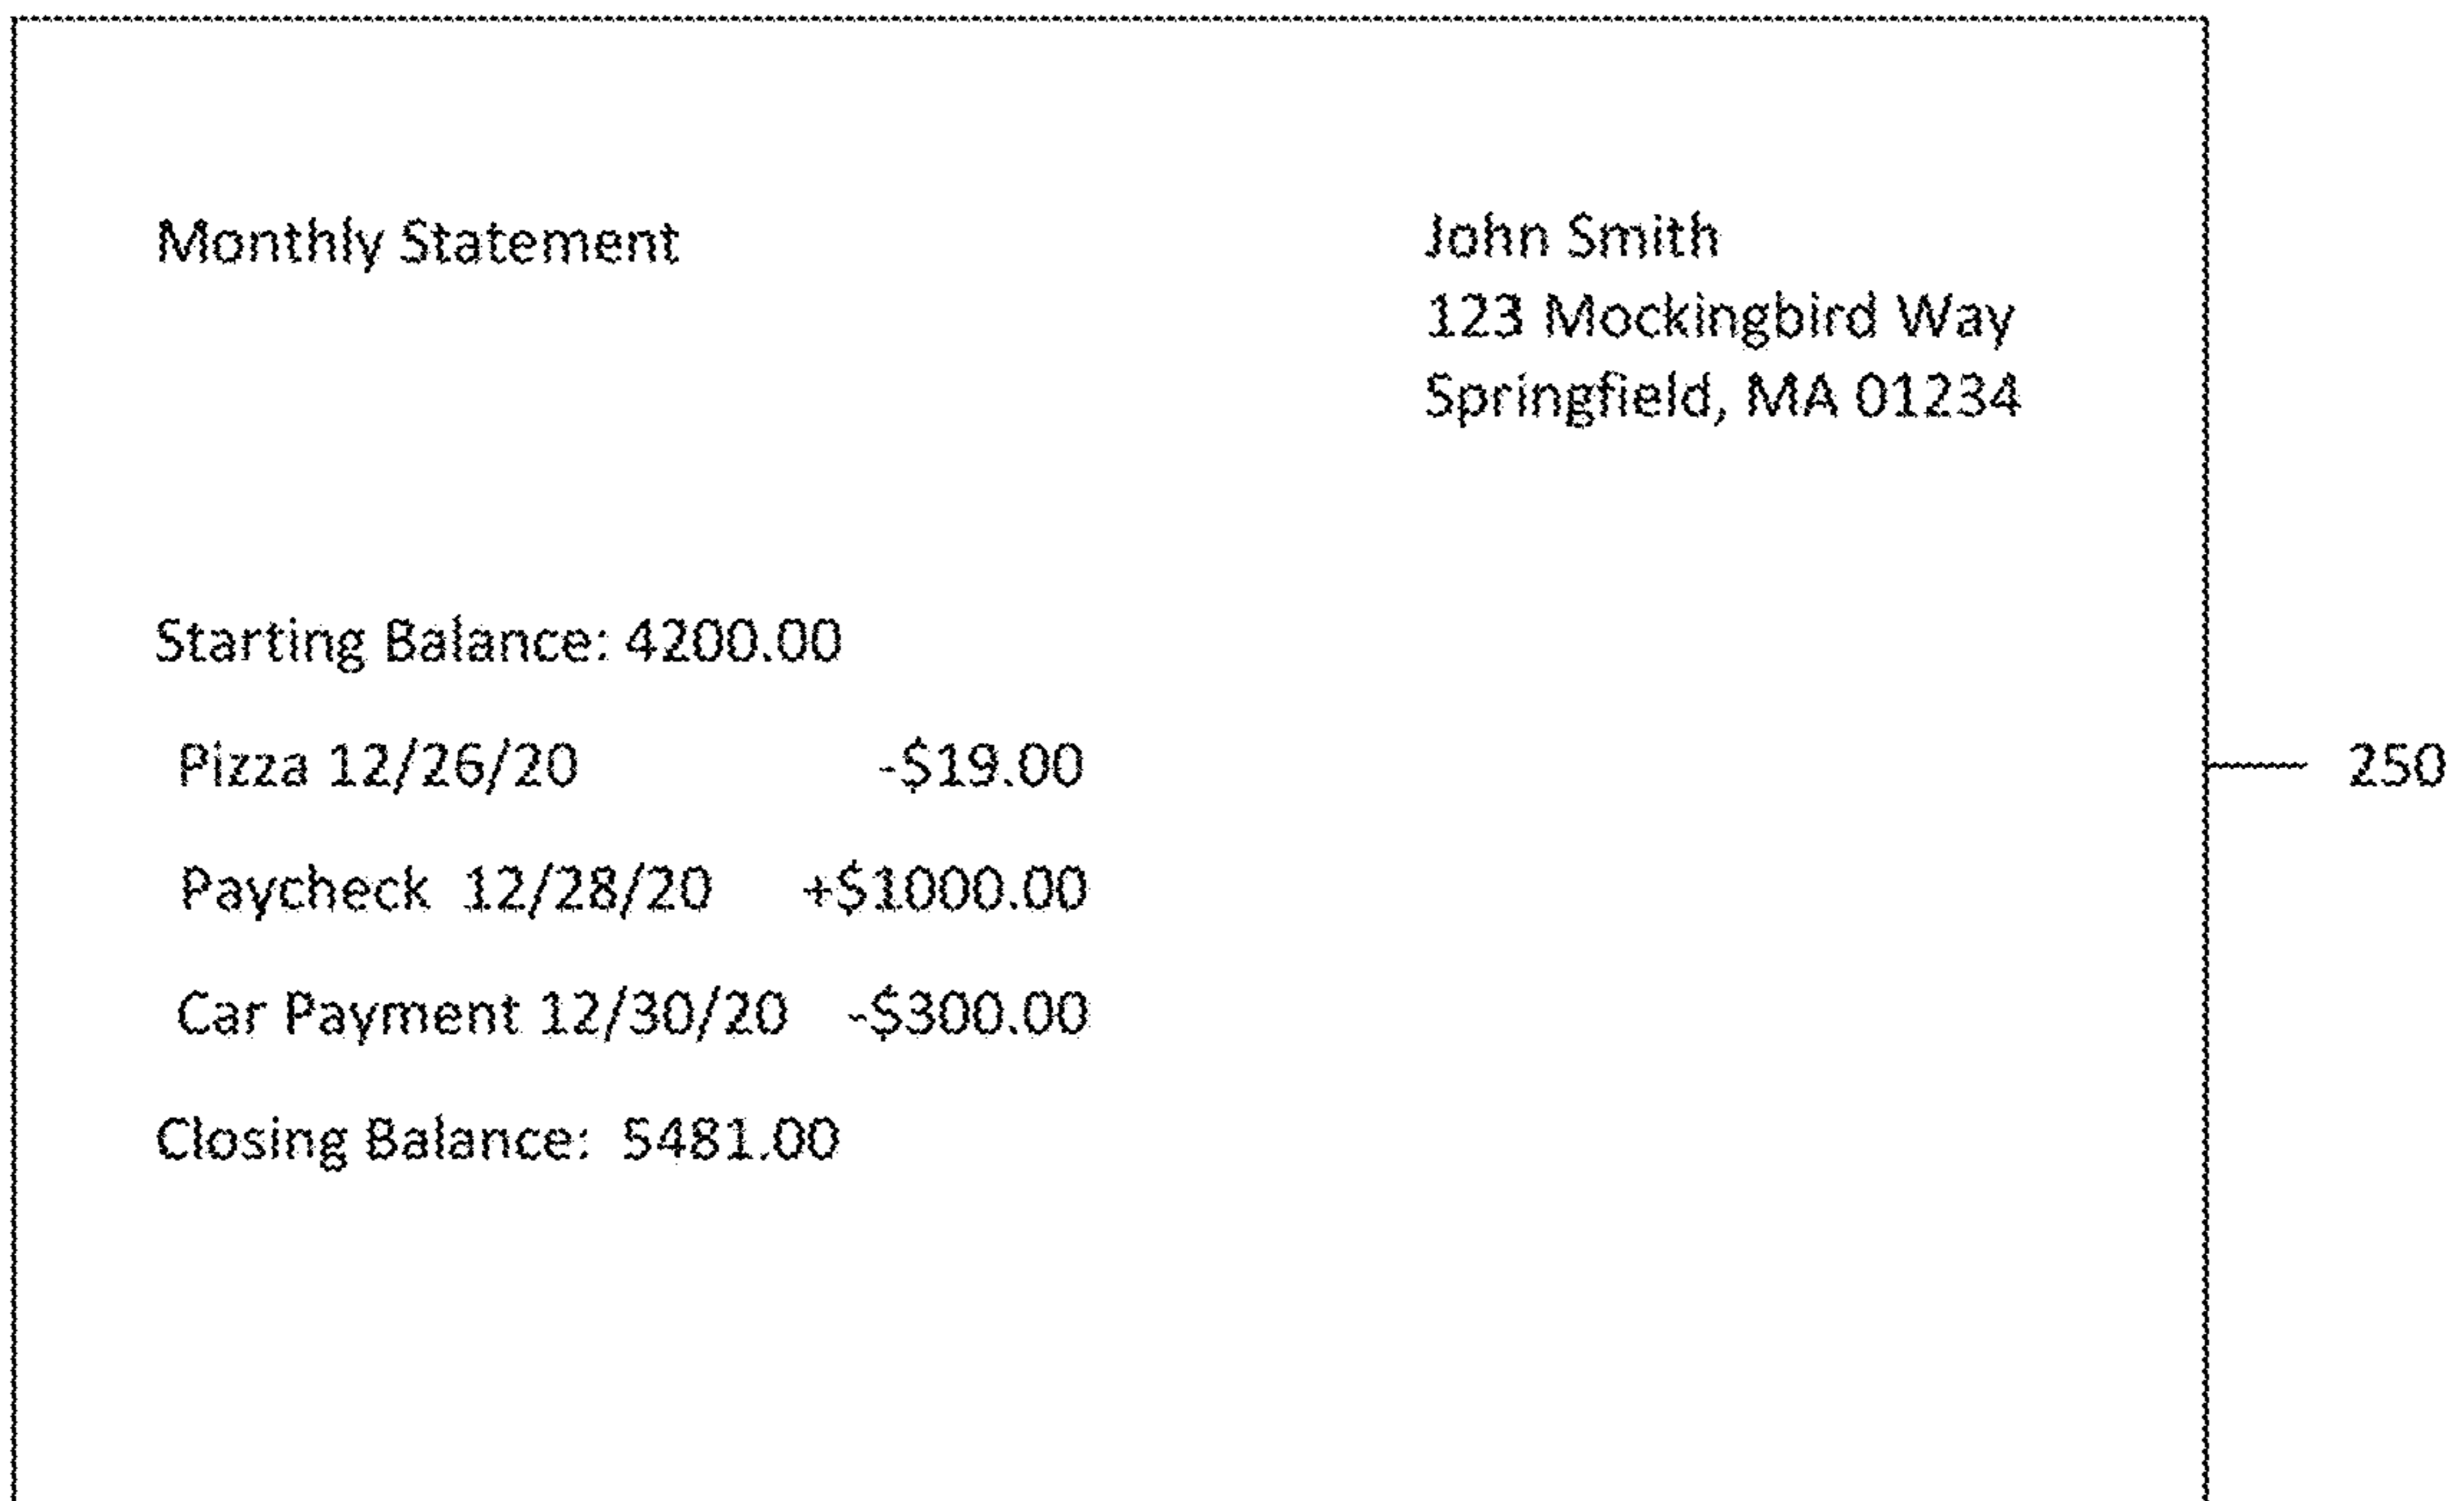 Monthly Statement
John Smith
123 Mockingbird Way
Springfield, MA 01234
Starting Balance: 4200.00
Pizza 12/26/20 -$19.00
Paycheck 12/28/20 +$1000.00
Car Payment 12/30/20 -$300.00
Closing Balance: 5481.00
250